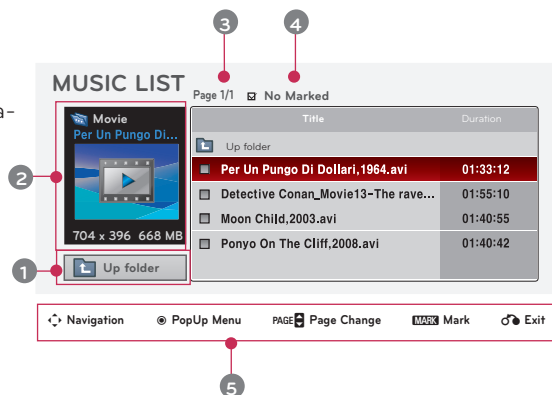 3 4
MUSIC LIST
Page 1/1 No Marked
a-
Movie
Per Un Pungo Di...
704 x 396 668 MB
Up folder
Title Duration
Up folder
Per Un Pungo Di Dollari,1964.avi 01:33:12
Detective Conan_Movie13-The rave... 01:55:10
Moon Child,2003.avi 01:40:55
Ponyo On The Cliff,2008.avi 01:40:42
2
1
Navigation PopUp Menu PAGE Page Change MARK Mark Exit
5